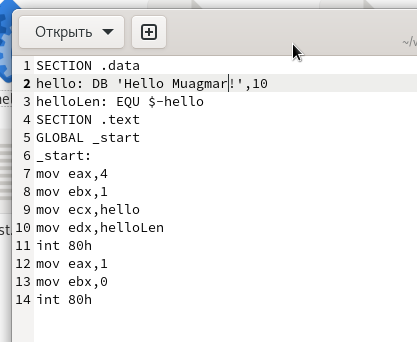 Открыть
~/v
1 SECTION .data
2 hello: DB 'Hello Muagmar!',10
3 helloLen: EQU $-hello
4 SECTION .text
5 GLOBAL _start
6 _start:
7 mov eax,4
8 mov ebx,1
9 mov ecx,hello
10 mov edx,helloLen
11 int 80h
12 mov eax,1
13 mov ebx,0
14 int 80h